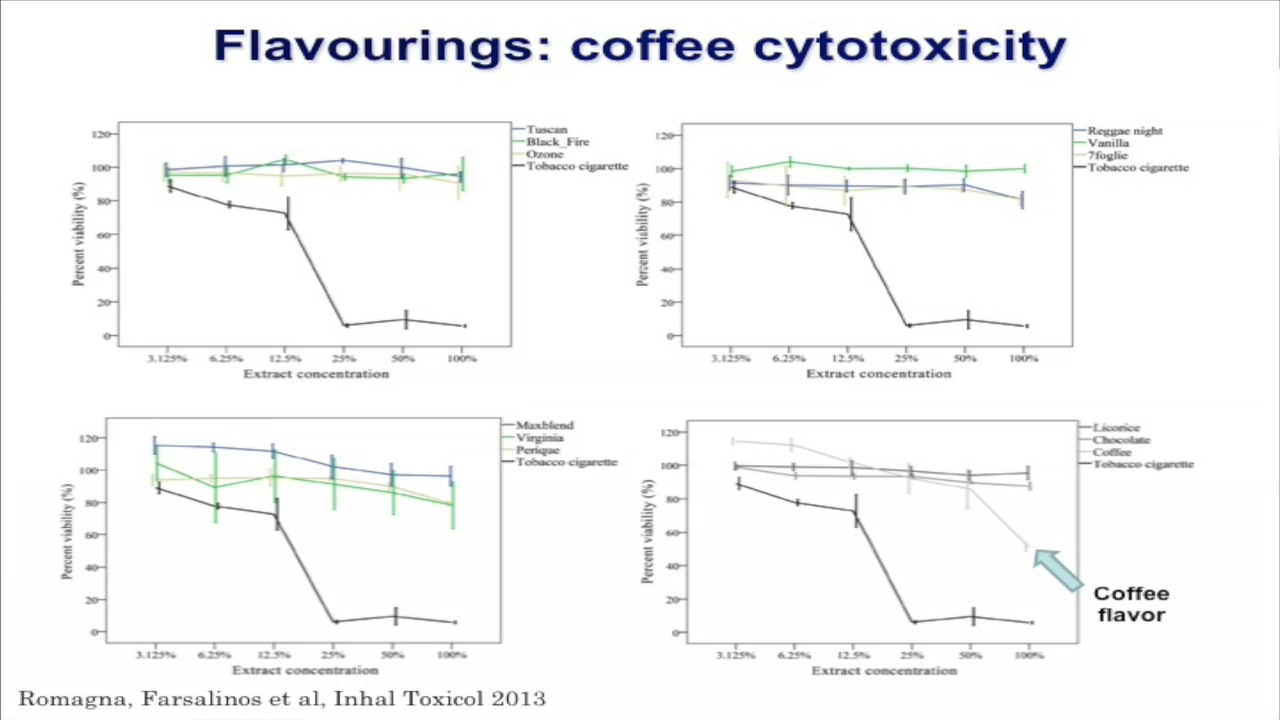 Flavourings: coffee cytotoxicity
Tuscan
Black_Fire
Ozone
Tobacco cigarette
Percent viability (%)
120
100
80
60
40
20
0
3.125% 6.25% 12.5% 25% 50% 100%
Extract concentration
Reggae night
Vanilla
7foglie
Tobacco cigarette
Percent viability (%)
120
100
80
60
40
20
0
3.125% 6.25% 12.5% 25% 50% 100%
Extract concentration
Maxblend
Virginia
Perique
Tobacco cigarette
Percent viability (%)
120
100
80
60
40
20
0
3.125% 6.25% 12.5% 25% 50% 100%
Extract concentration
Licorice
Chocolate
Coffee
Tobacco cigarette
Percent viability (%)
120
100
80
60
40
20
0
3.125% 6.25% 12.5% 25% 50% 100%
Extract concentration
Coffee
flavor
Romagna, Farsalinos et al, Inhal Toxicol 2013